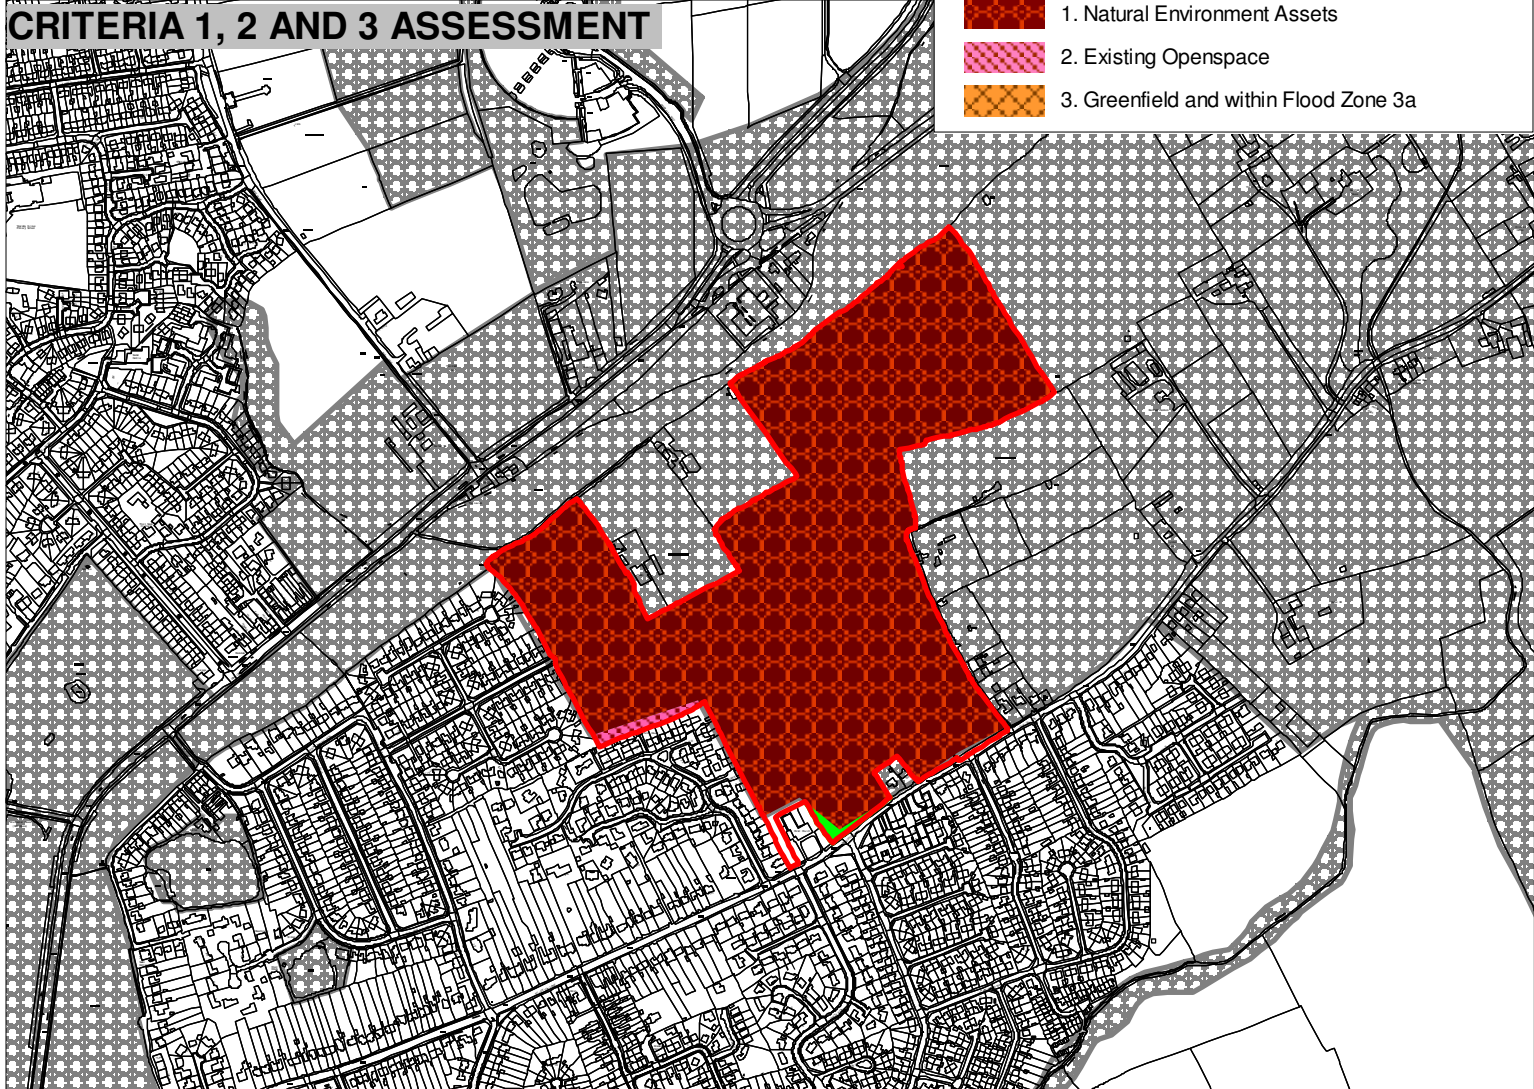 CRITERIA 1, 2 AND 3 ASSESSMENT
1. Natural Environment Assets
2. Existing Openspace
3. Greenfield and within Flood Zone 3a